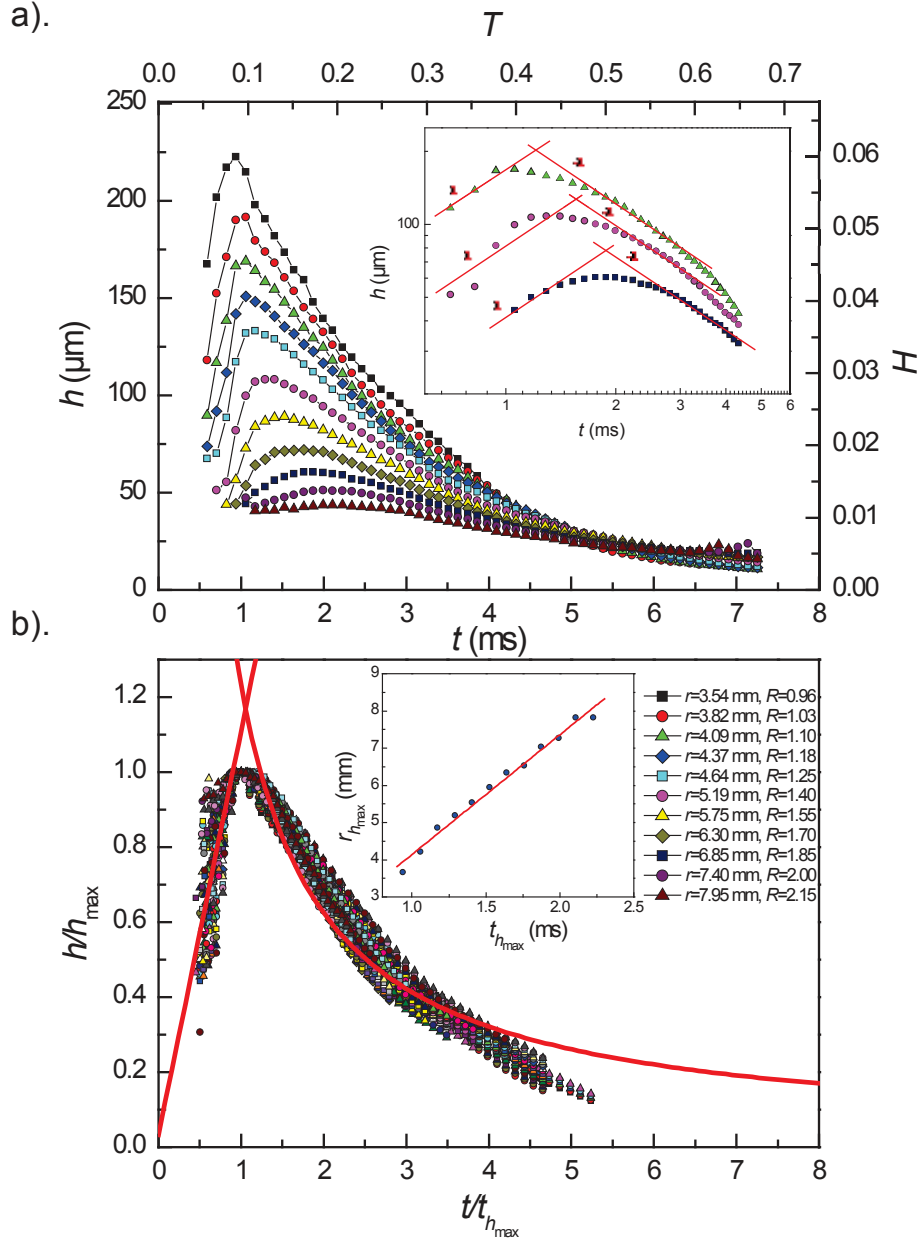 a).
T
0.0 0.1 0.2 0.3 0.4 0.5 0.6 0.7
250
200
150
100
50
0
h (µm)
0.06
0.05
0.04
0.03
0.02
0.01
0.00
H
100
h (µm)
1 2 3 4 5 6
t (ms)
0 1 2 3 4 5 6 7 8
t (ms)
b).
1.2
1.0
0.8
0.6
0.4
0.2
0.0
h/hmax
9
8
7
6
5
4
3
rhmax (mm)
1.0 1.5 2.0 2.5
thmax (ms)
r=3.54 mm, R=0.96
r=3.82 mm, R=1.03
r=4.09 mm, R=1.10
r=4.37 mm, R=1.18
r=4.64 mm, R=1.25
r=5.19 mm, R=1.40
r=5.75 mm, R=1.55
r=6.30 mm, R=1.70
r=6.85 mm, R=1.85
r=7.40 mm, R=2.00
r=7.95 mm, R=2.15
0 1 2 3 4 5 6 7 8
t/thmax